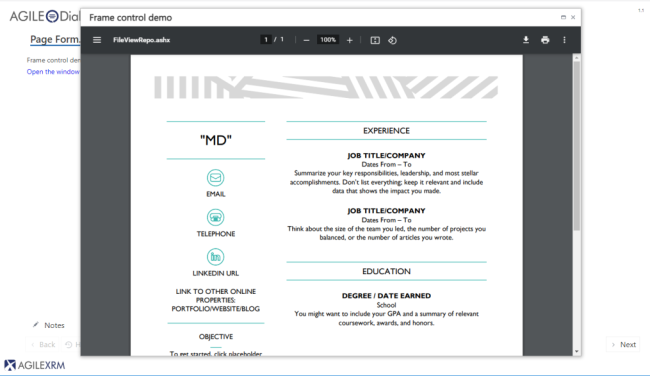 AGILE Dial
Frame control demo
Page Form.
Frame control der
Open the window
FileViewRepo.ashx
1 / 1
100%
"MD"
EMAIL
TELEPHONE
LINKEDIN URL
LINK TO OTHER ONLINE
PROPERTIES:
PORTFOLIO/WEBSITE/BLOG
OBJECTIVE
To get started, click placeholder
EXPERIENCE
JOB TITLE/COMPANY
Dates From – To
Summarize your key responsibilities, leadership, and most stellar
accomplishments. Don't list everything; keep it relevant and include
data that shows the impact you made.
JOB TITLE/COMPANY
Dates From – To
Think about the size of the team you led, the number of projects you
balanced, or the number of articles you wrote.
EDUCATION
DEGREE / DATE EARNED
School
You might want to include your GPA and a summary of relevant
coursework, awards, and honors.
Notes
Back
H
Next
AGILEXRM